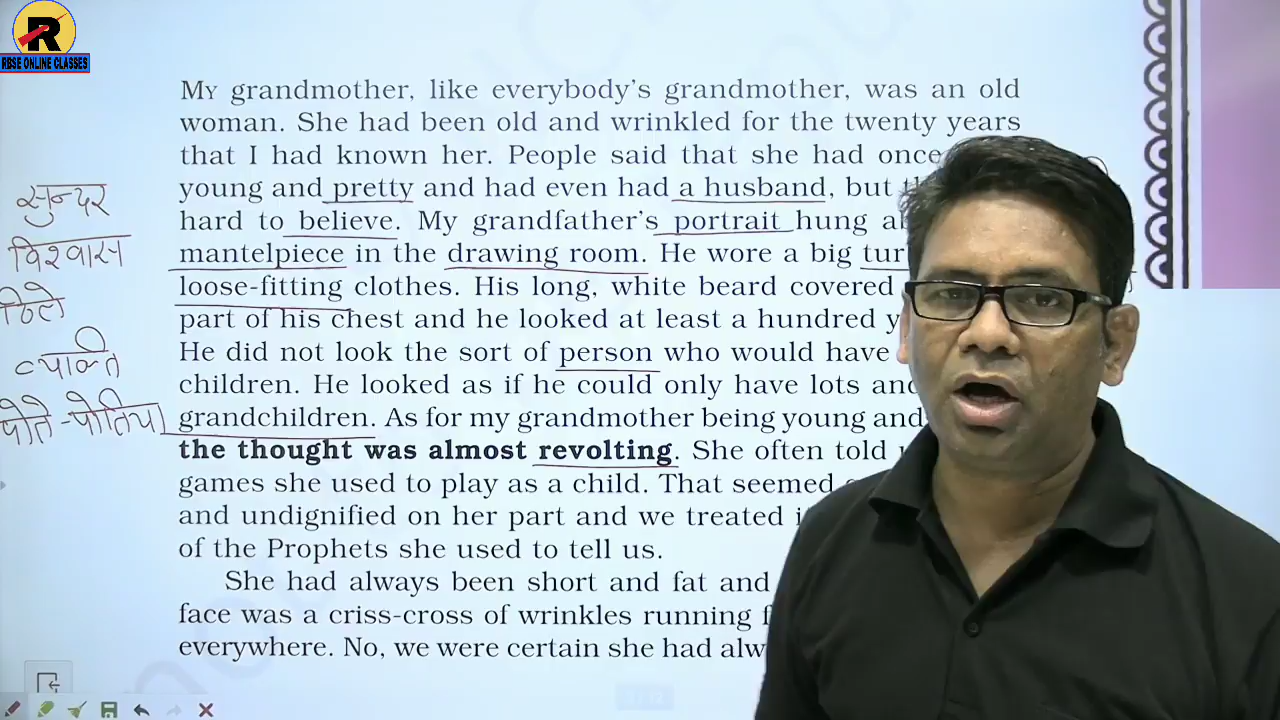 R
RBSE ONLINE CLASSES
My grandmother, like everybody's grandmother, was an old
woman. She had been old and wrinkled for the twenty years
that I had known her. People said that she had once
young and pretty and had even had a husband, but
hard to believe. My grandfather's portrait hung
mantelpiece in the drawing room. He wore a big
loose-fitting clothes. His long, white beard covered
part of his chest and he looked at least a hundred
He did not look the sort of person who would have
children. He looked as if he could only have lots
grandchildren. As for my grandmother being young and
the thought was almost revolting. She often told
games she used to play as a child. That seemed
and undignified on her part and we treated
of the Prophets she used to tell us.
She had always been short and fat and
face was a criss-cross of wrinkles running
everywhere. No, we were certain she had
सुन्दर
विश्वास
व्यक्ति
पोते-पोतिया